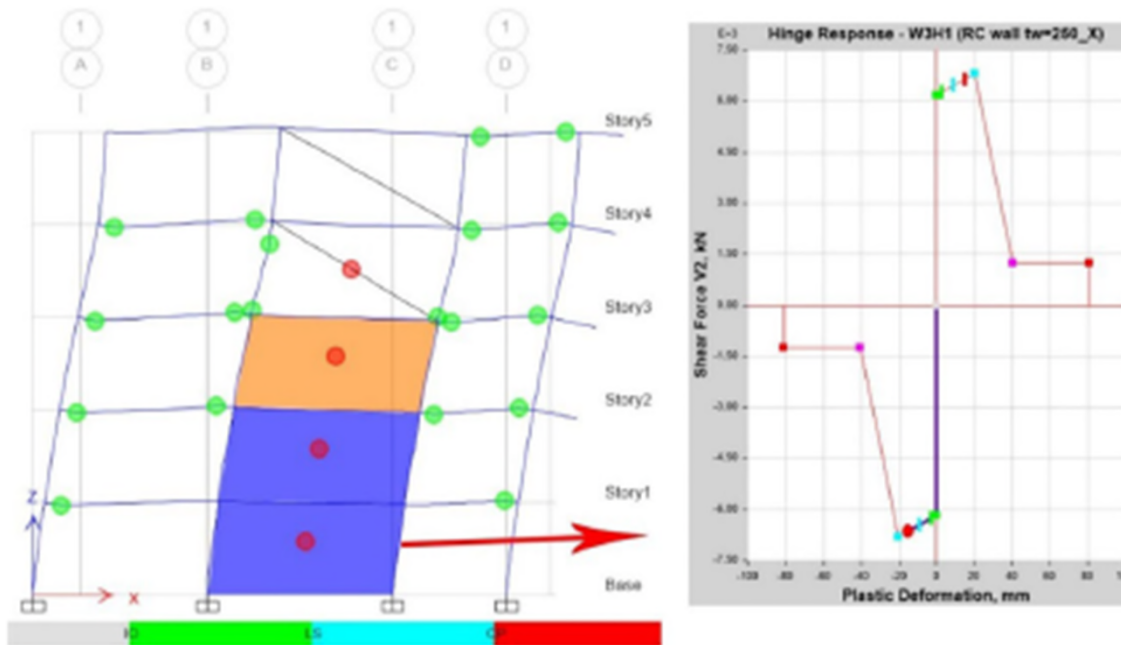 1 1 1 1
A B C D
Story5
Story4
Story3
Story2
Story1
Base
Z
X
IO LS CP
E+3 Hinge Response - W3H1 (RC wall tw=250_X)
7.50
6.00
4.50
3.00
1.50
0.00
-1.50
-3.00
-4.50
-6.00
-7.50
Shear Force V2, kN
-100 -80 -60 -40 -20 0 20 40 60 80
Plastic Deformation, mm